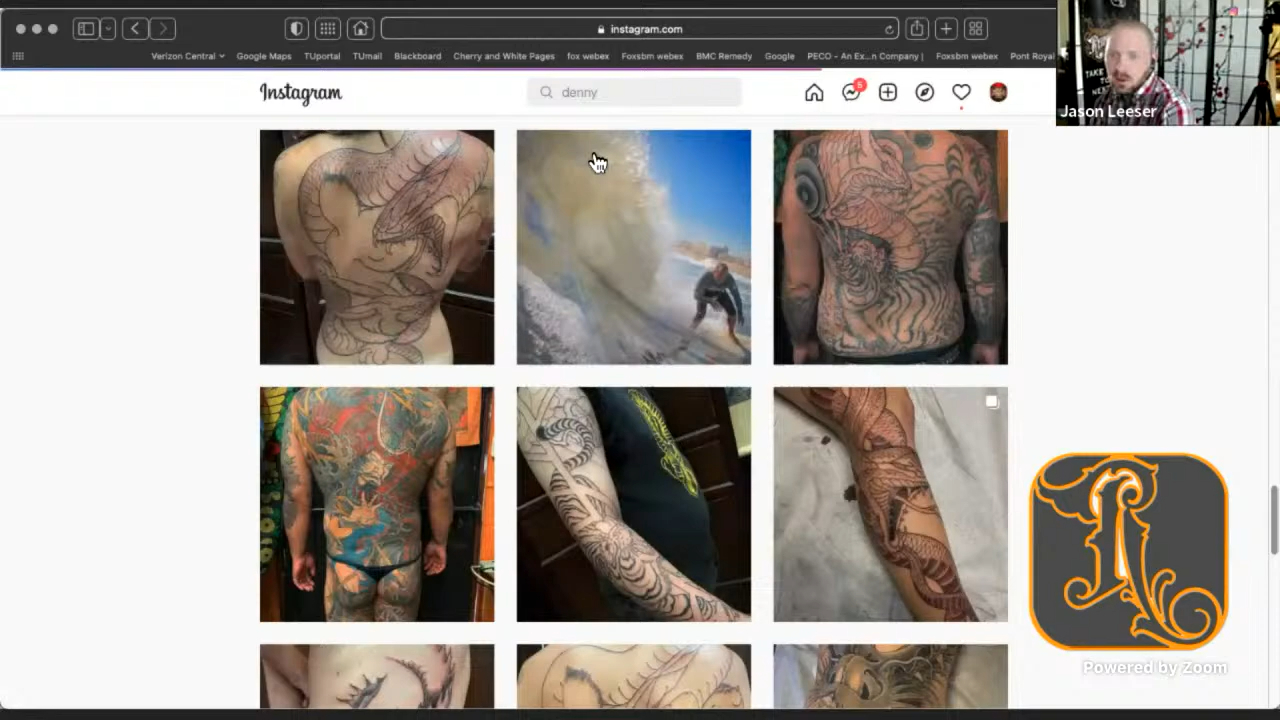 instagram.com
Verizon Central
Google Maps
TUportal
TUmail
Blackboard
Cherry and White Pages
fox webex
Foxsbm webex
BMC Remedy
Google
PECO - An Ex...n Company |
Foxsbm webex
Pont Royal
Instagram
denny
5
Jason Leeser
Powered by Zoom